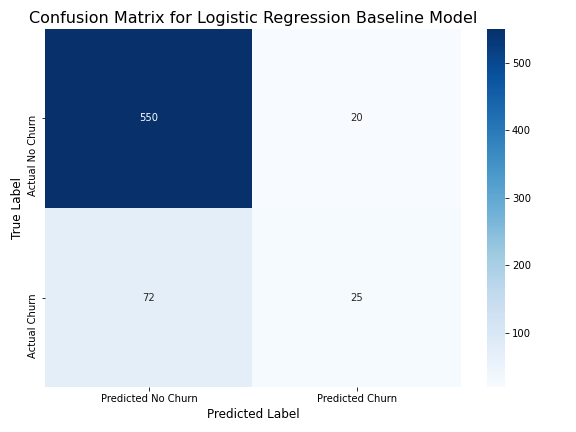 Confusion Matrix for Logistic Regression Baseline Model
True Label
Actual No Churn
Actual Churn
550
20
72
25
Predicted No Churn
Predicted Churn
Predicted Label
500
400
300
200
100